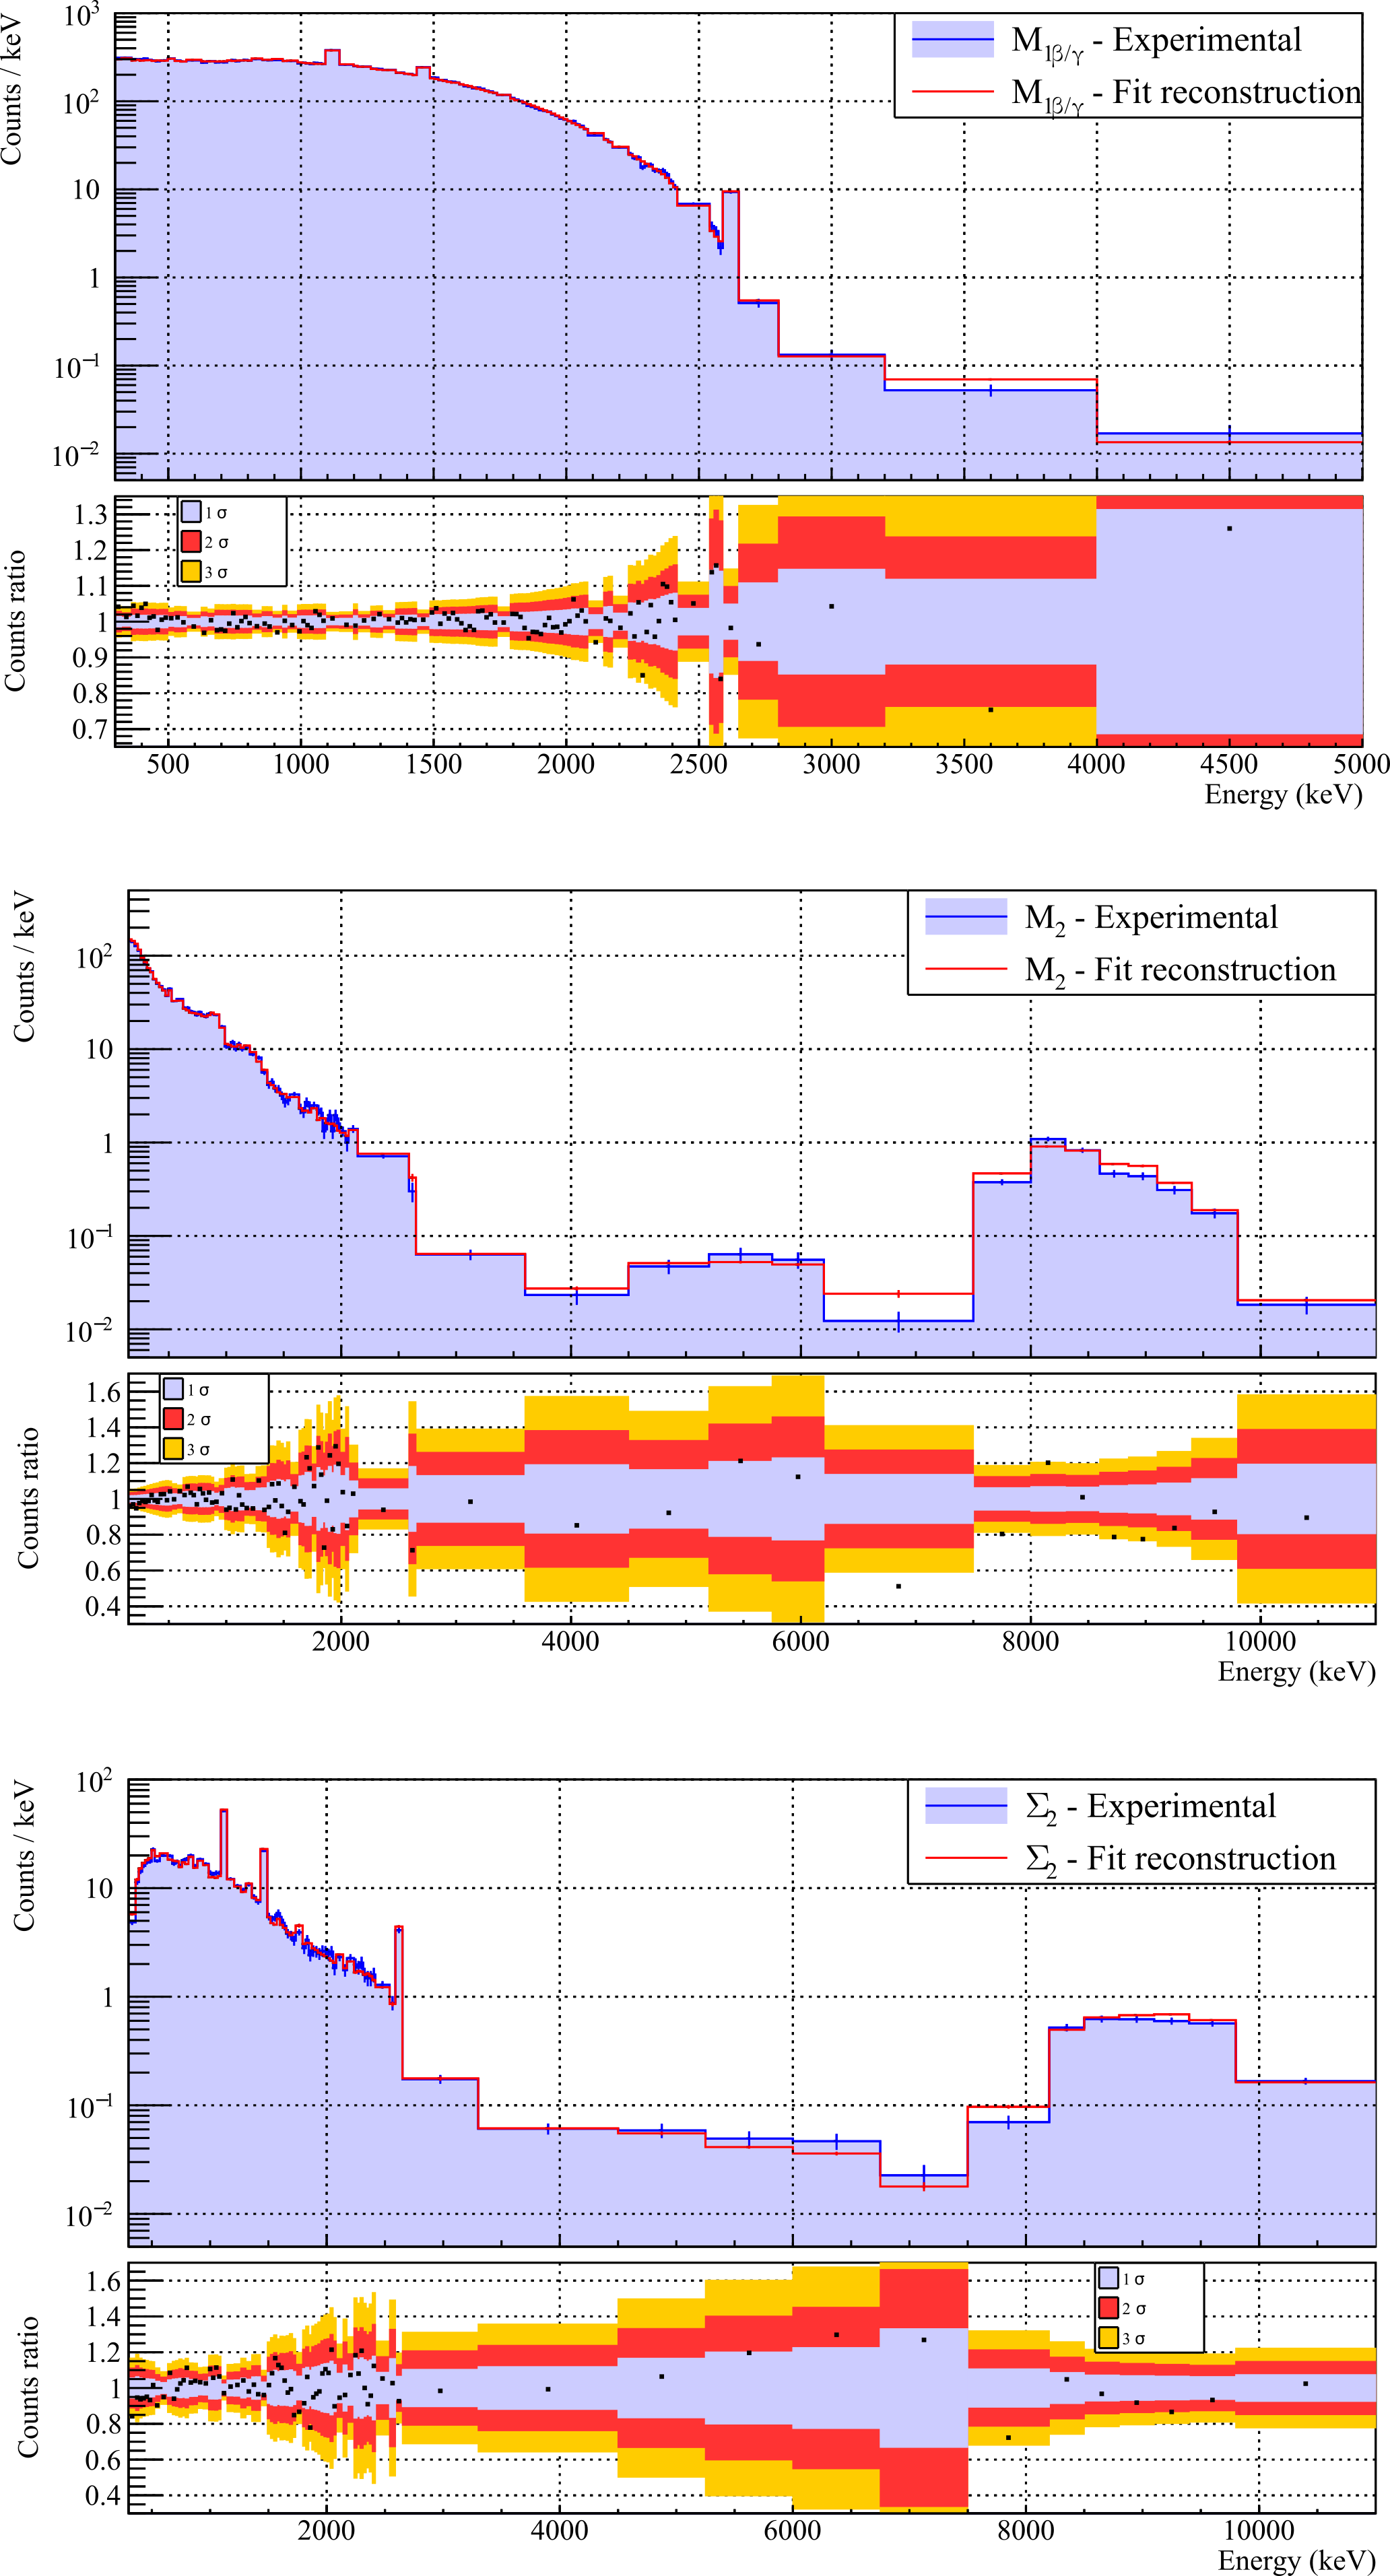 Counts / keV
10³
10²
10
1
10⁻¹
10⁻²
M1β/γ - Experimental
M1β/γ - Fit reconstruction
Counts ratio
1.3
1.2
1.1
1
0.9
0.8
0.7
1 σ
2 σ
3 σ
500 1000 1500 2000 2500 3000 3500 4000 4500 5000
Energy (keV)
Counts / keV
10²
10
1
10⁻¹
10⁻²
M2 - Experimental
M2 - Fit reconstruction
Counts ratio
1.6
1.4
1.2
1
0.8
0.6
0.4
1 σ
2 σ
3 σ
2000 4000 6000 8000 10000
Energy (keV)
Counts / keV
10²
10
1
10⁻¹
10⁻²
Σ2 - Experimental
Σ2 - Fit reconstruction
Counts ratio
1.6
1.4
1.2
1
0.8
0.6
0.4
1 σ
2 σ
3 σ
2000 4000 6000 8000 10000
Energy (keV)